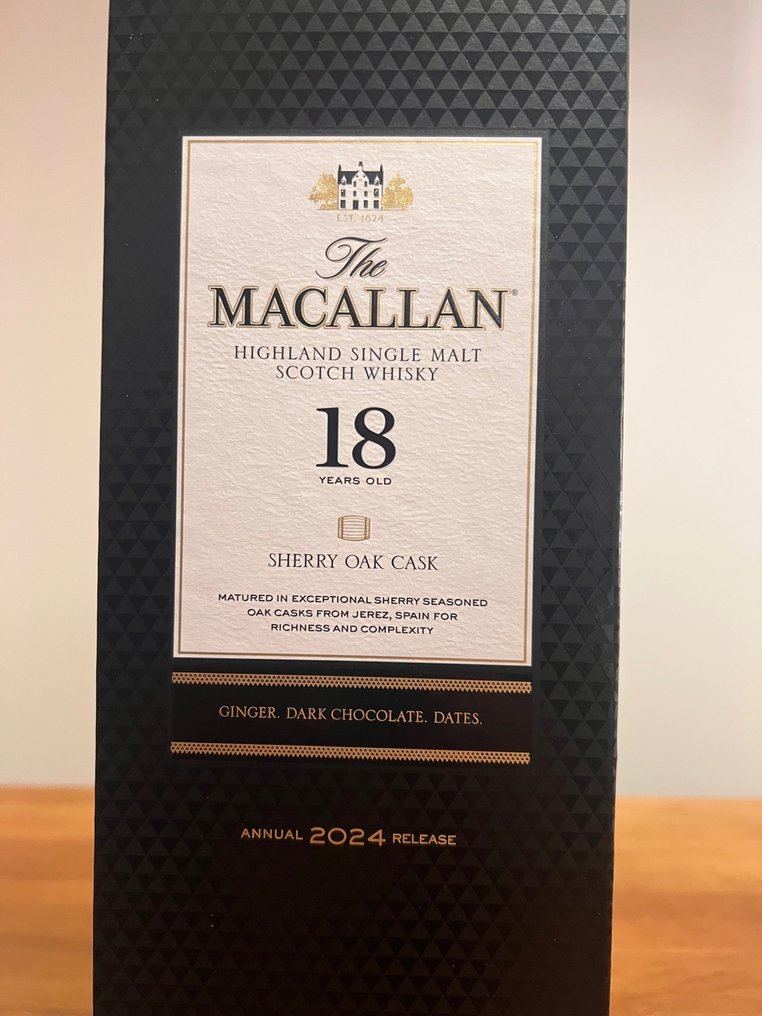 EST. 1824
The
MACALLAN®
HIGHLAND SINGLE MALT
SCOTCH WHISKY
18
YEARS OLD
SHERRY OAK CASK
MATURED IN EXCEPTIONAL SHERRY SEASONED
OAK CASKS FROM JEREZ, SPAIN FOR
RICHNESS AND COMPLEXITY
GINGER. DARK CHOCOLATE. DATES.
ANNUAL 2024 RELEASE